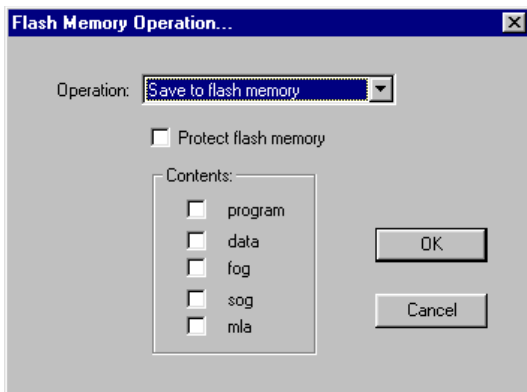 Flash Memory Operation...
Operation: Save to flash memory
Protect flash memory
Contents:
program
data
fog
OK
sog
Cancel
mla